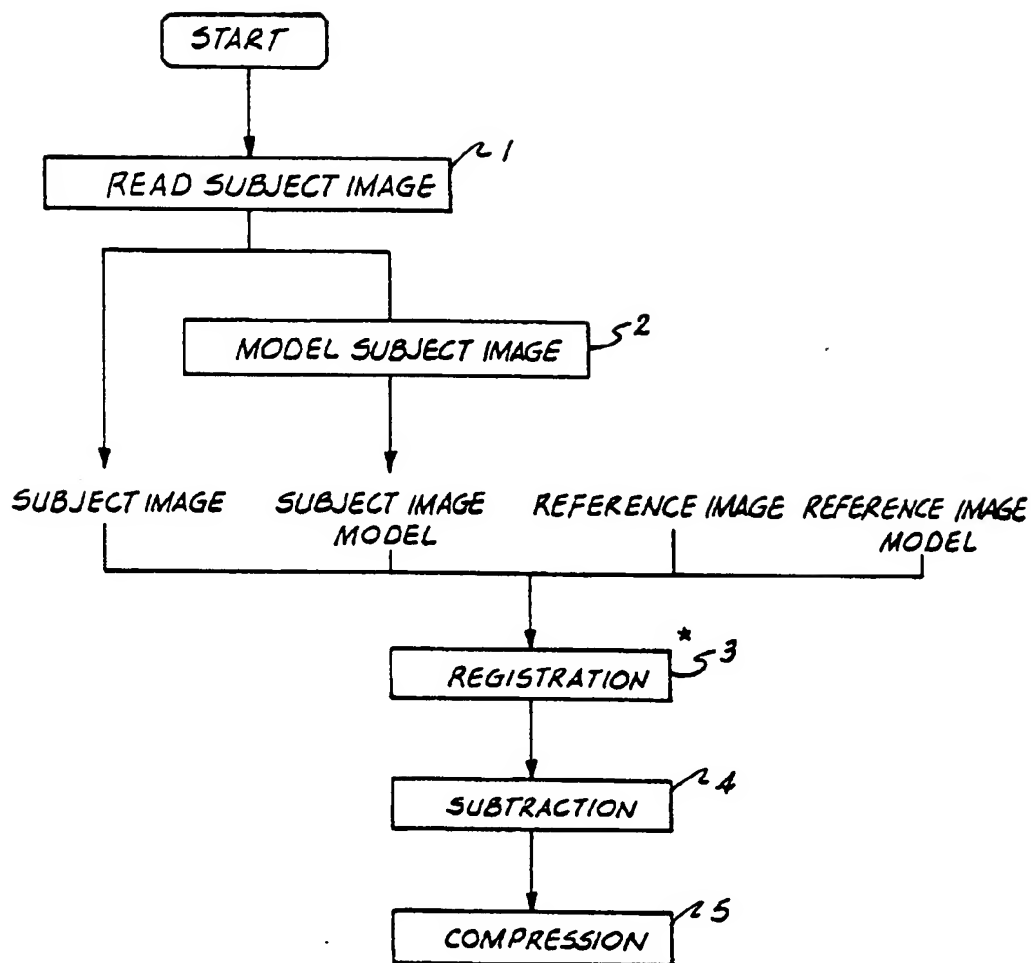 START
1
READ SUBJECT IMAGE
2
MODEL SUBJECT IMAGE
SUBJECT IMAGE
SUBJECT IMAGE
MODEL
REFERENCE IMAGE
REFERENCE IMAGE
MODEL
*
3
REGISTRATION
4
SUBTRACTION
5
COMPRESSION